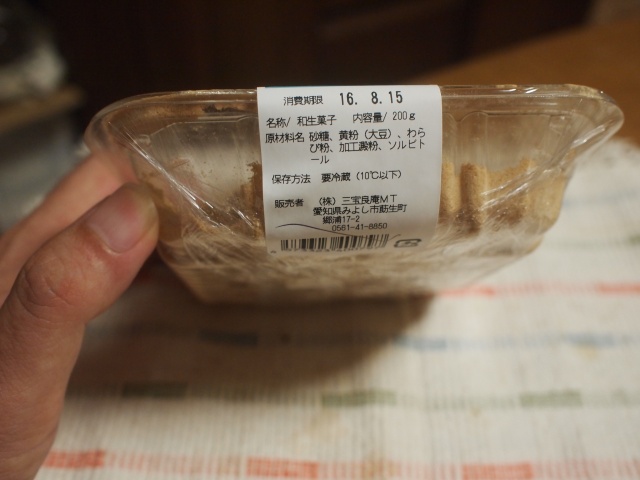 消費期限 16. 8.15
名称/ 和生菓子 内容量/ 200g
原材料名 砂糖、黄粉（大豆）、わら
び粉、加工澱粉、ソルビト
ール
保存方法 要冷蔵（10℃以下）
販売者 （株）三宝良庵MT
愛知県みよし市莇生町
郷浦17-2
0561-41-8850